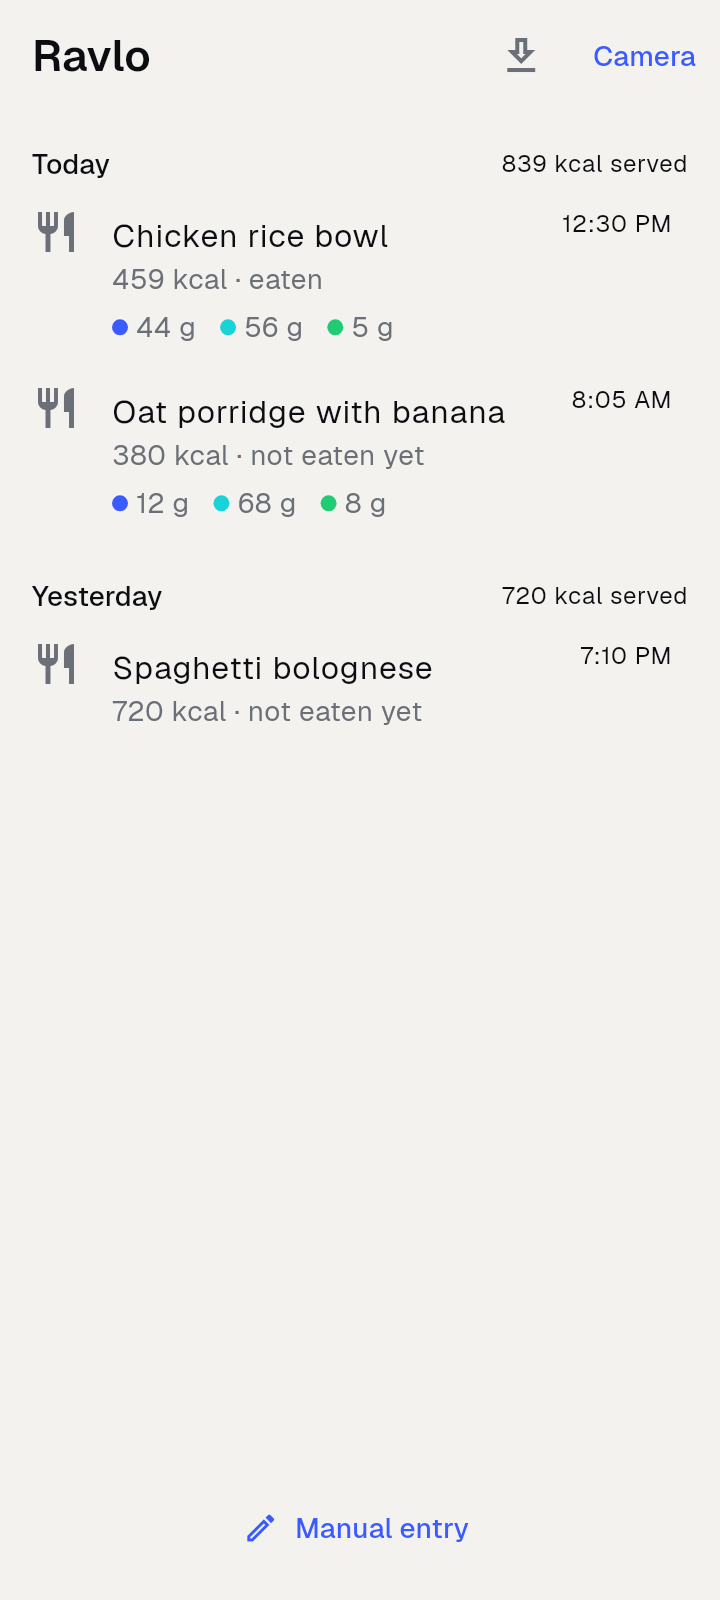 Ravlo
Camera
Today
839 kcal served
Chicken rice bowl
12:30 PM
459 kcal · eaten
44 g 56 g 5 g
Oat porridge with banana
8:05 AM
380 kcal · not eaten yet
12 g 68 g 8 g
Yesterday
720 kcal served
Spaghetti bolognese
7:10 PM
720 kcal · not eaten yet
Manual entry